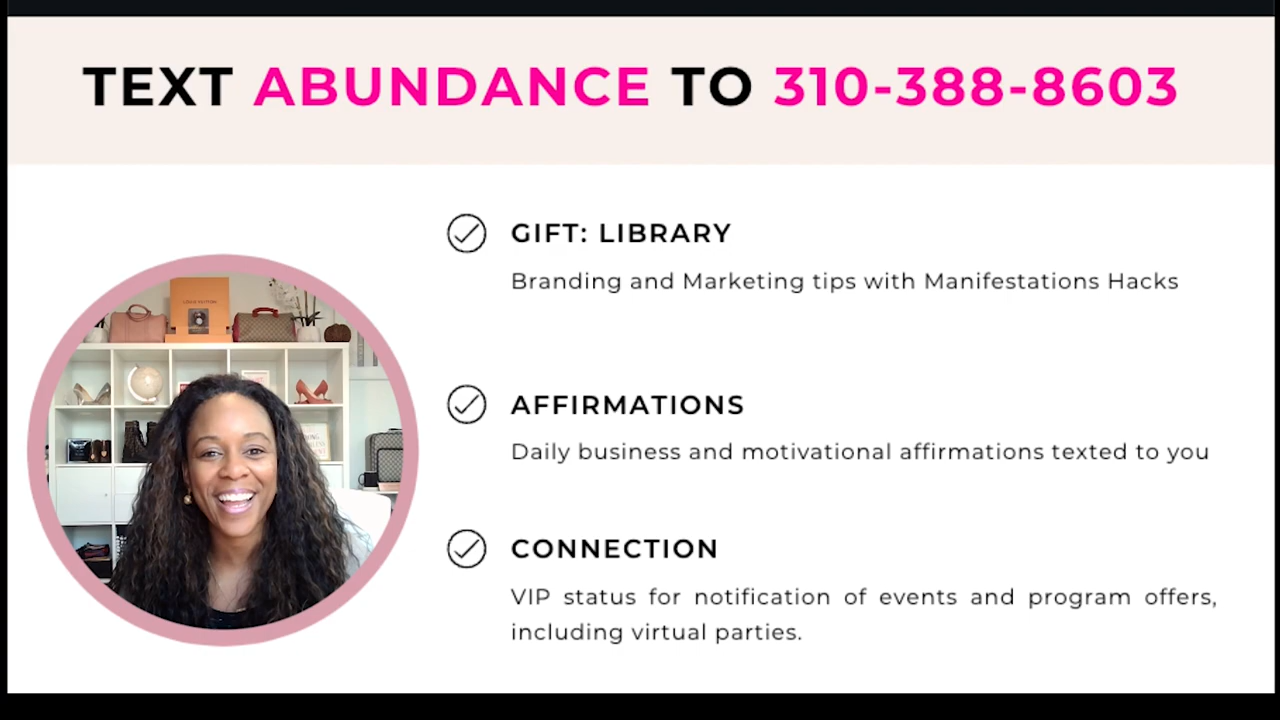 TEXT ABUNDANCE TO 310-388-8603
GIFT: LIBRARY
Branding and Marketing tips with Manifestations Hacks
AFFIRMATIONS
Daily business and motivational affirmations texted to you
CONNECTION
VIP status for notification of events and program offers,
including virtual parties.